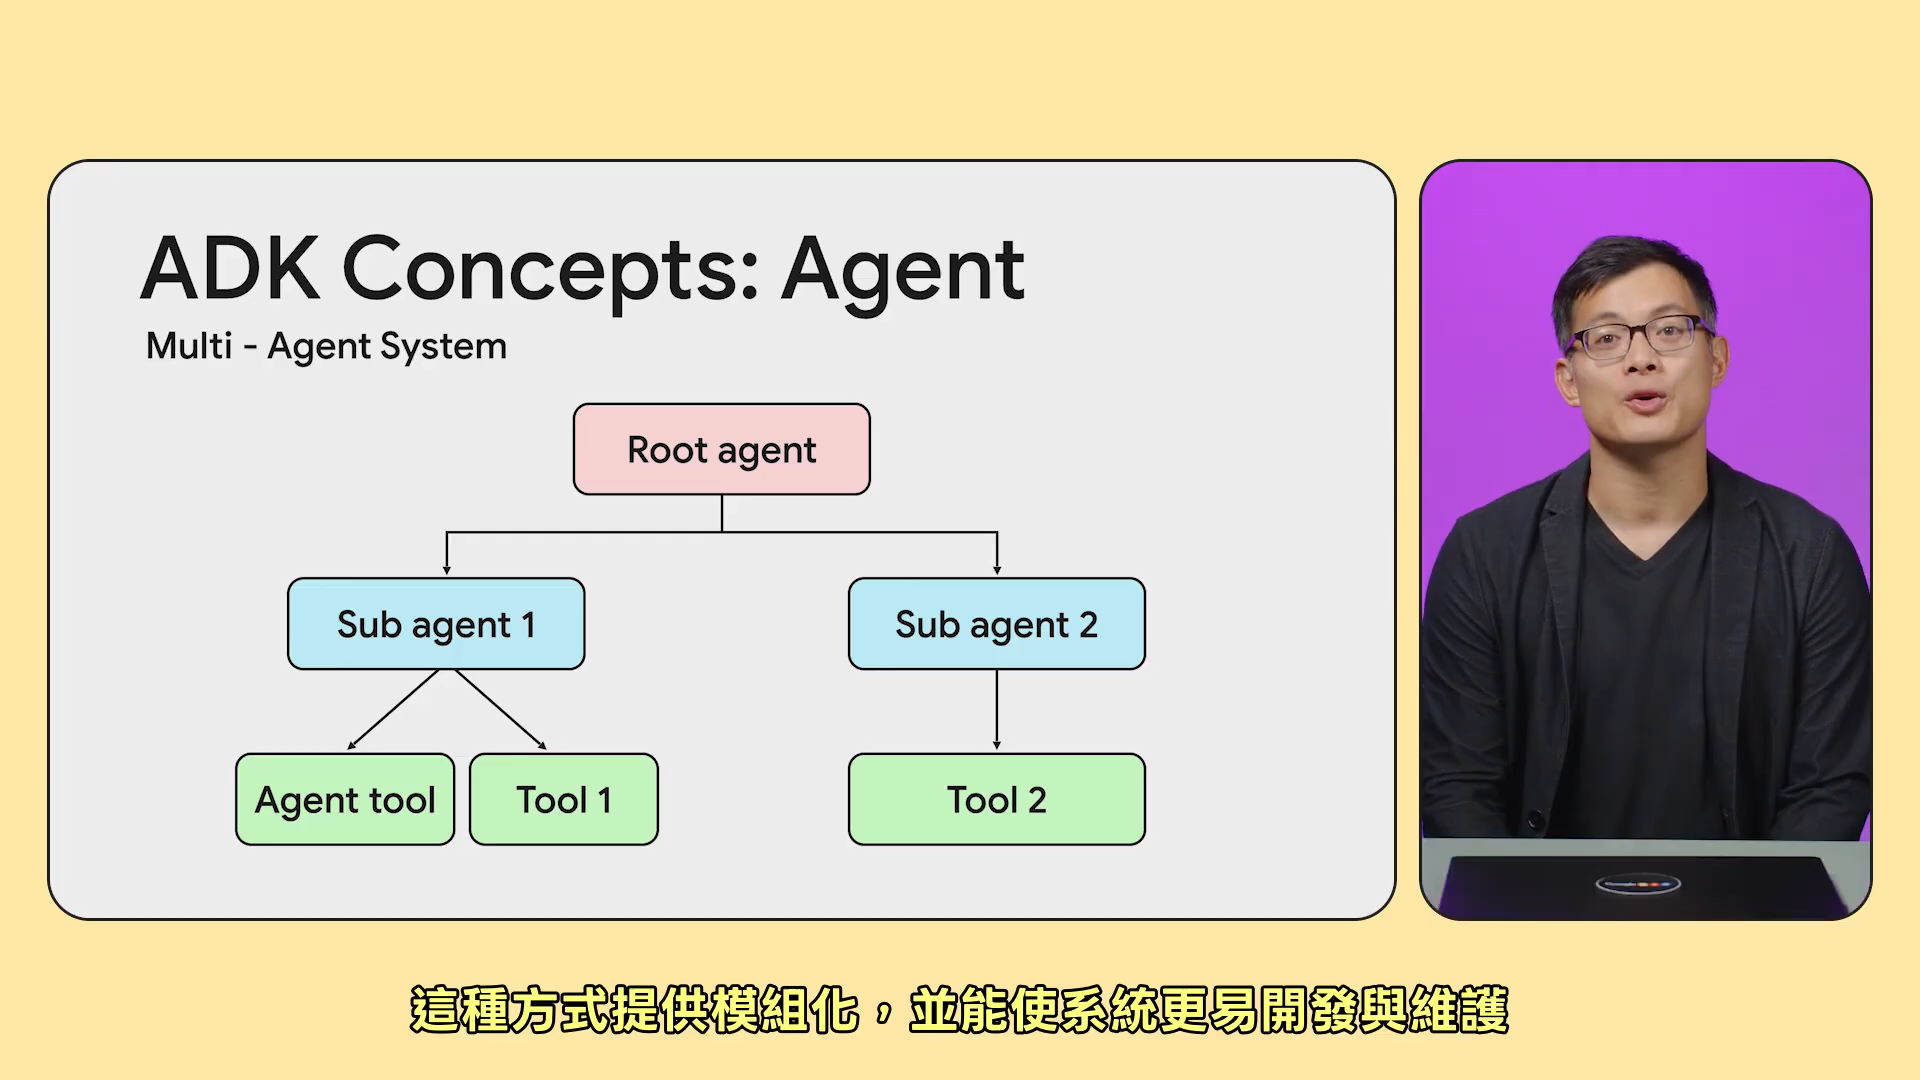 ADK Concepts: Agent
Multi - Agent System
Root agent
Sub agent 1
Sub agent 2
Agent tool
Tool 1
Tool 2
這種方式提供模組化，並能使系統更易開發與維護